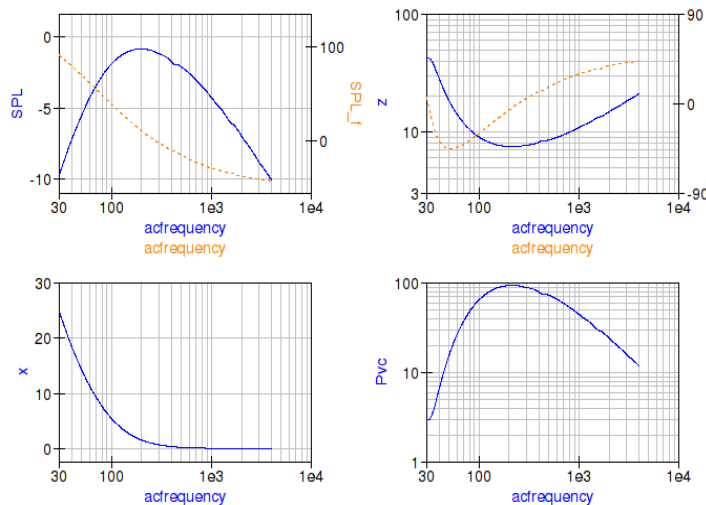 0
-5
-10
SPL
100
0
SPL_f
30
100
1e3
1e4
acfrequency
acfrequency
100
10
3
z
90
0
-90
30
100
1e3
1e4
acfrequency
acfrequency
30
20
10
0
x
30
100
1e3
1e4
acfrequency
100
10
1
Pvc
30
100
1e3
1e4
acfrequency